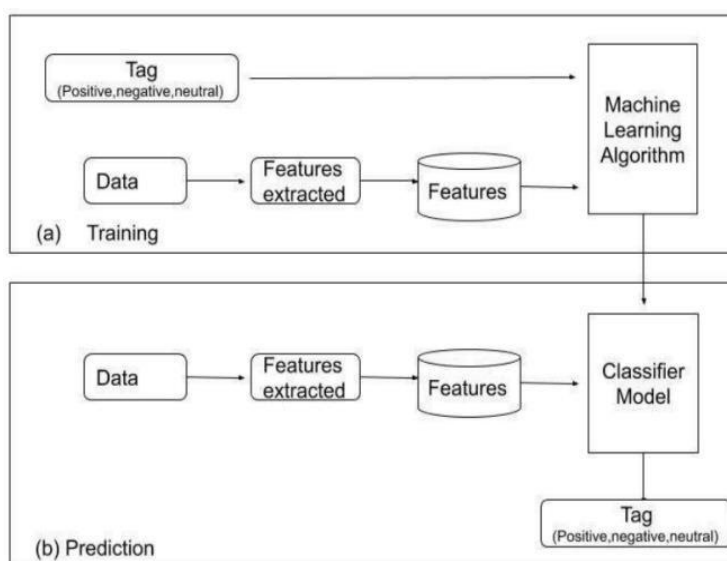 Tag
(Positive,negative,neutral)
Machine
Learning
Algorithm
Data
Features
extracted
Features
(a) Training
Data
Features
extracted
Features
Classifier
Model
Tag
(Positive,negative,neutral)
(b) Prediction